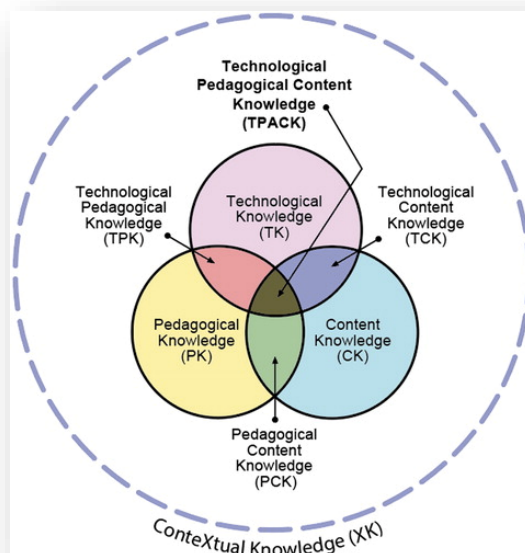 Technological
Pedagogical Content
Knowledge
(TPACK)
Technological
Pedagogical
Knowledge
(TPK)
Technological
Knowledge
(TK)
Technological
Content
Knowledge
(TCK)
Pedagogical
Knowledge
(PK)
Content
Knowledge
(CK)
Pedagogical
Content
Knowledge
(PCK)
ConteXtual Knowledge (XK)